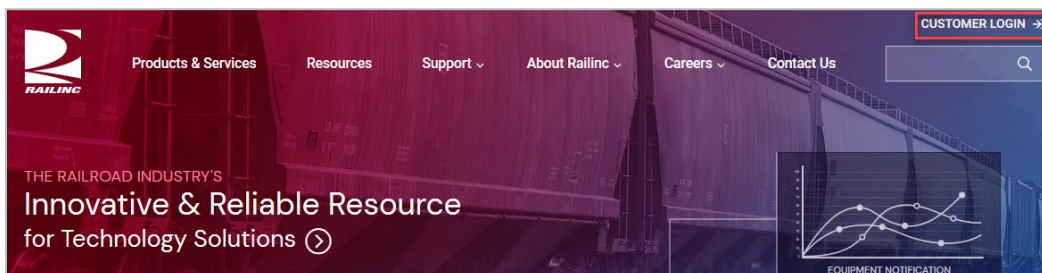 CUSTOMER LOGIN
Products & Services Resources Support About Railinc Careers Contact Us
RAILINC
THE RAILROAD INDUSTRY'S
Innovative & Reliable Resource
for Technology Solutions
EQUIPMENT NOTIFICATION